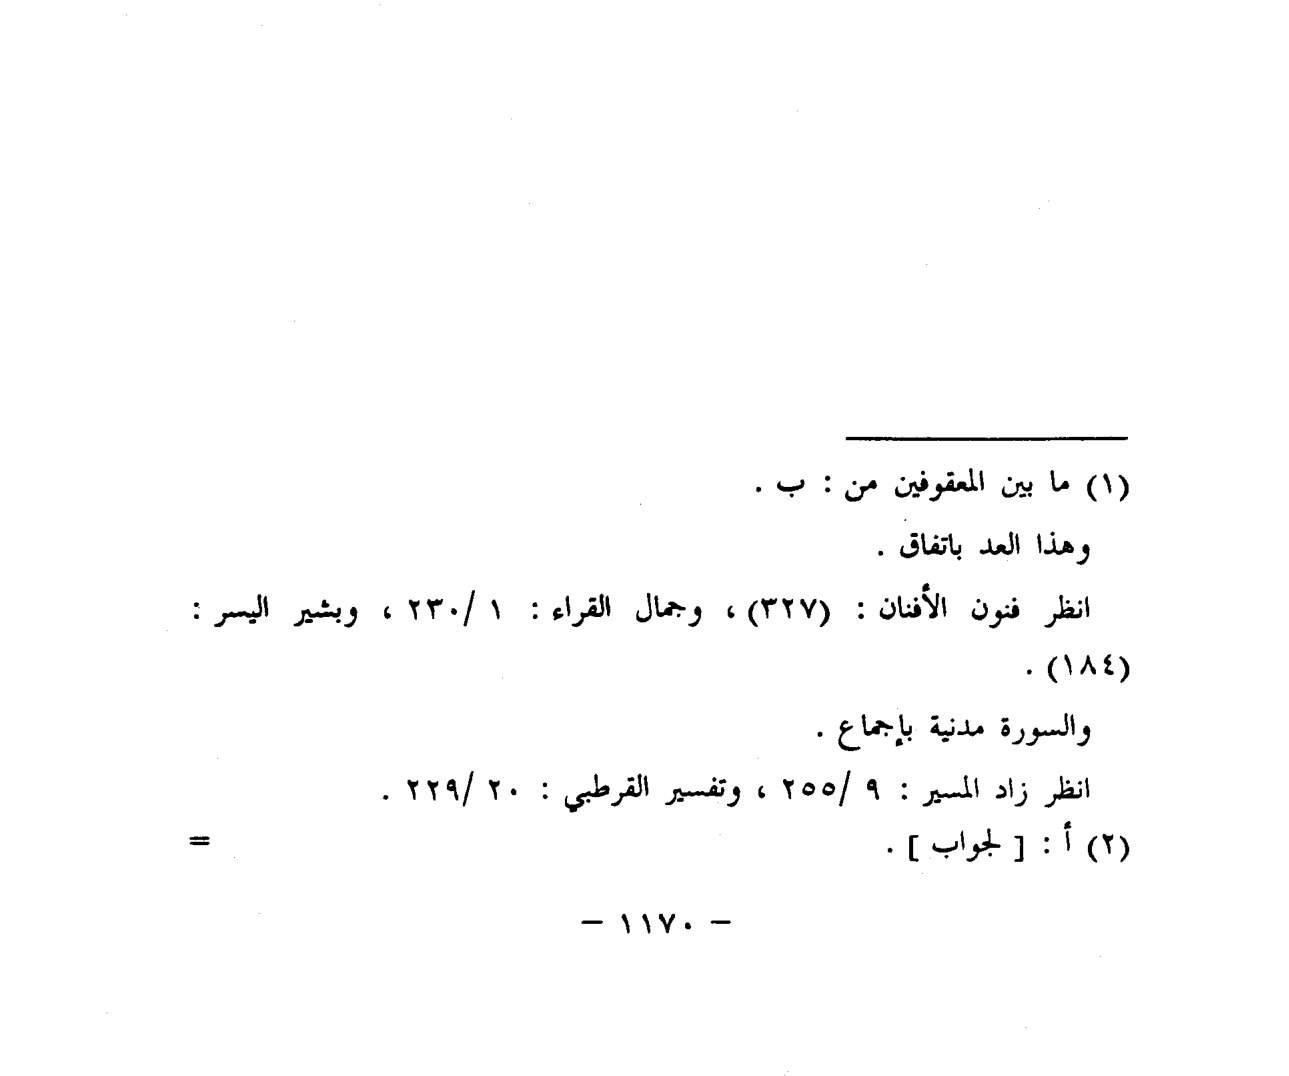 (١) ما بين المعقوفين من : ب .
وهذا العد باتفاق .
انظر فنون الأفنان : (٣٢٧) ، وجمال القراء : ١ /٢٣٠ ، وبشير اليسر :
(١٨٤) .
والسورة مدنية بإجماع .
انظر زاد المسير : ٩ /٢٥٥ ، وتفسير القرطبي : ٢٠ /٢٢٩ .
(٢) أ : [ لجواب ] . =
– ١١٧٠ –